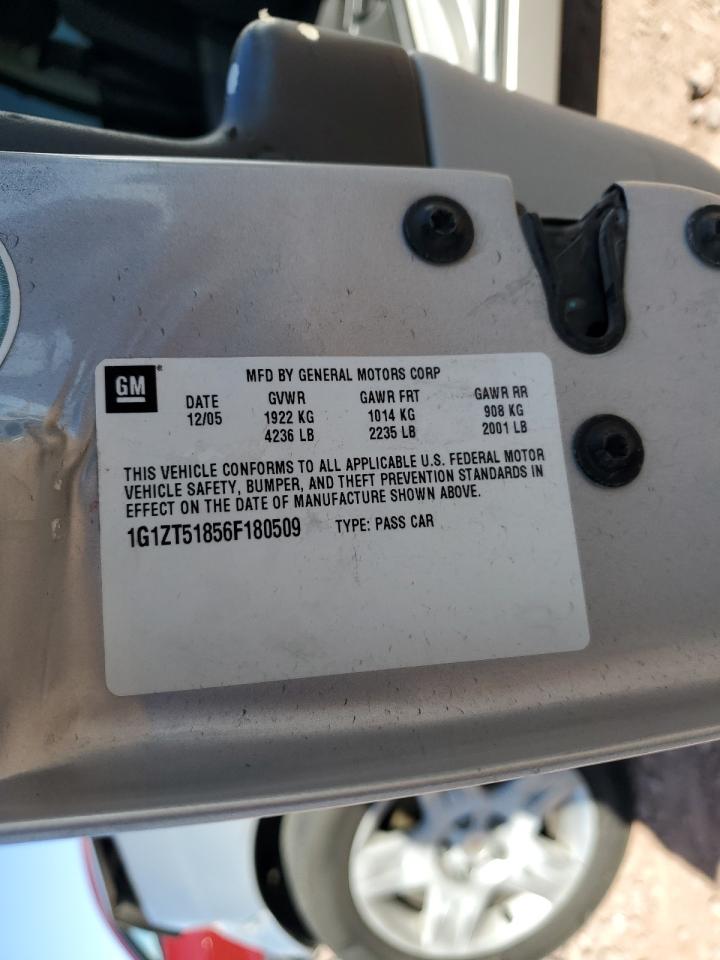 GM
®
MFD BY GENERAL MOTORS CORP
DATE GVWR GAWR FRT GAWR RR
12/05 1922 KG 1014 KG 908 KG
4236 LB 2235 LB 2001 LB
THIS VEHICLE CONFORMS TO ALL APPLICABLE U.S. FEDERAL MOTOR
VEHICLE SAFETY, BUMPER, AND THEFT PREVENTION STANDARDS IN
EFFECT ON THE DATE OF MANUFACTURE SHOWN ABOVE.
1G1ZT51856F180509 TYPE: PASS CAR